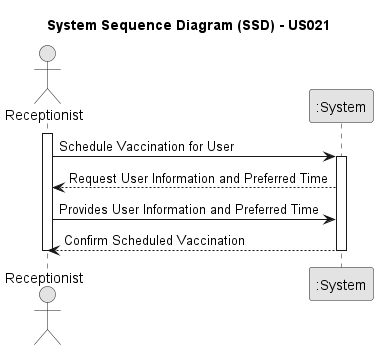 System Sequence Diagram (SSD) - US021
Receptionist
:System
Schedule Vaccination for User
Request User Information and Preferred Time
Provides User Information and Preferred Time
Confirm Scheduled Vaccination
Receptionist
:System